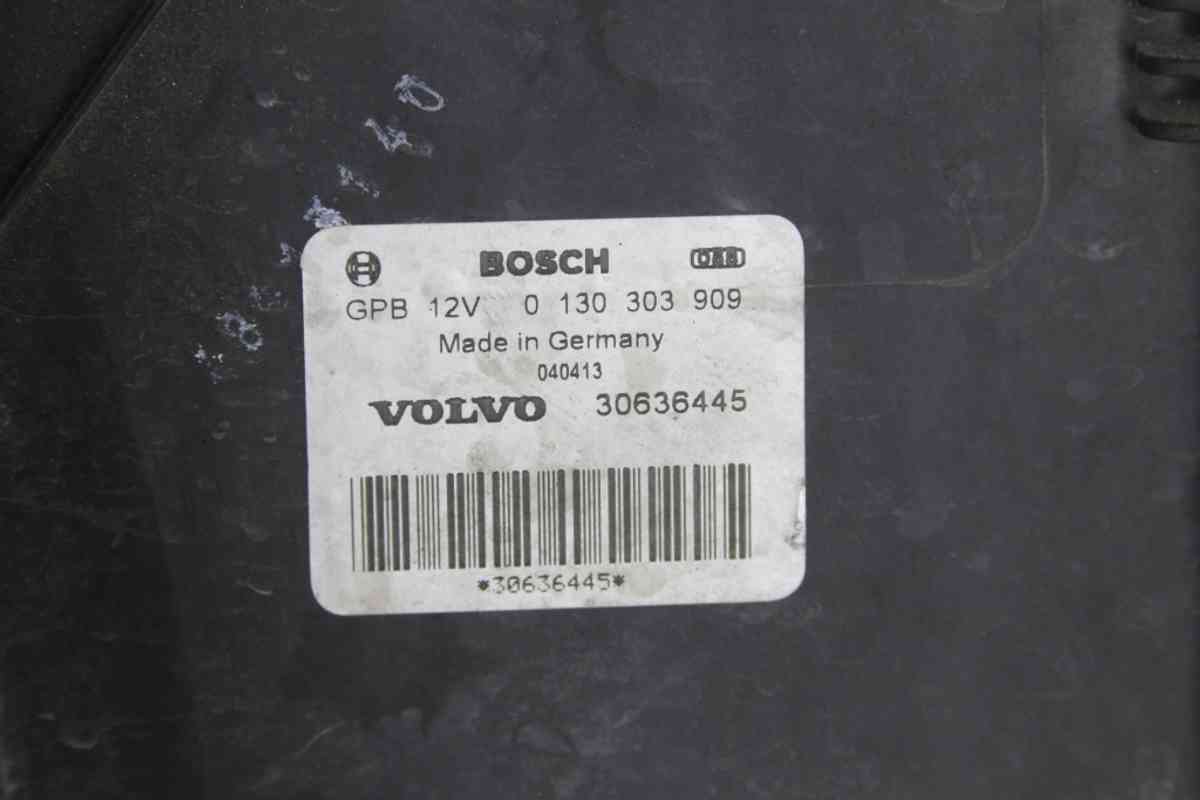 BOSCH
GPB 12V 0 130 303 909
Made in Germany
040413
VOLVO 30636445
*30636445*